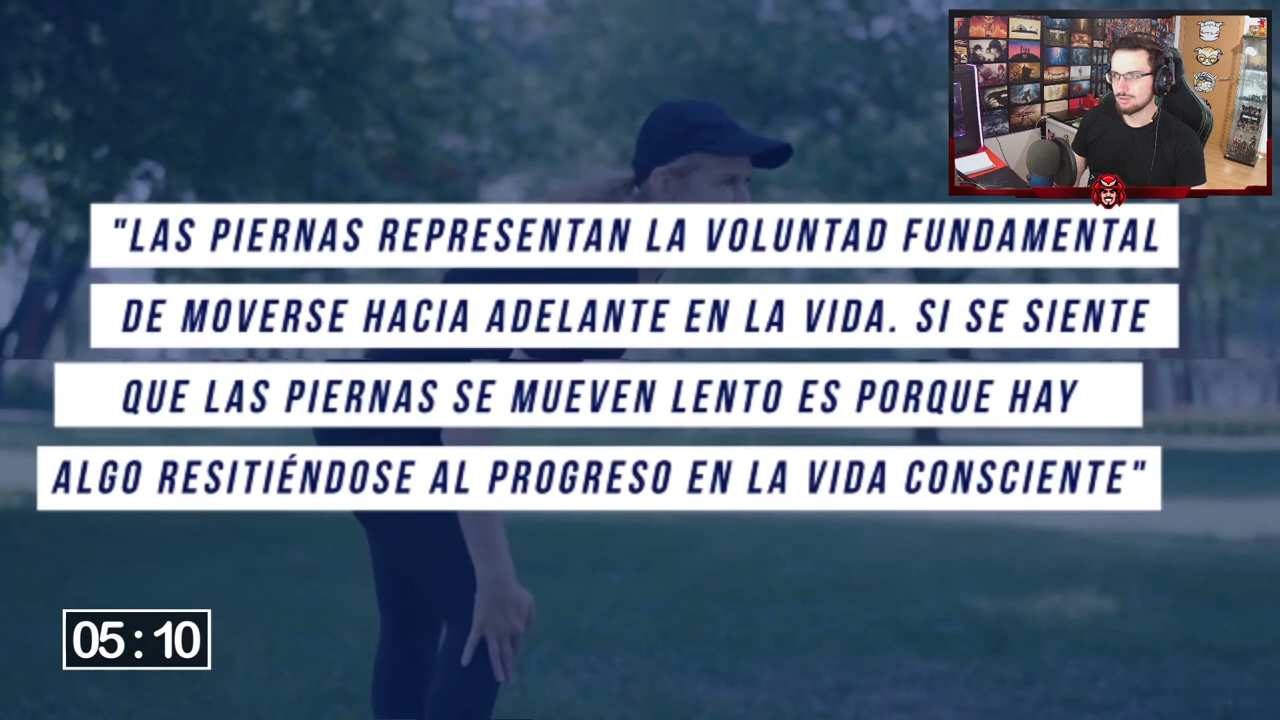 "LAS PIERNAS REPRESENTAN LA VOLUNTAD FUNDAMENTAL
DE MOVERSE HACIA ADELANTE EN LA VIDA. SI SE SIENTE
QUE LAS PIERNAS SE MUEVEN LENTO ES PORQUE HAY
ALGO RESITIÉNDOSE AL PROGRESO EN LA VIDA CONSCIENTE"
05:10